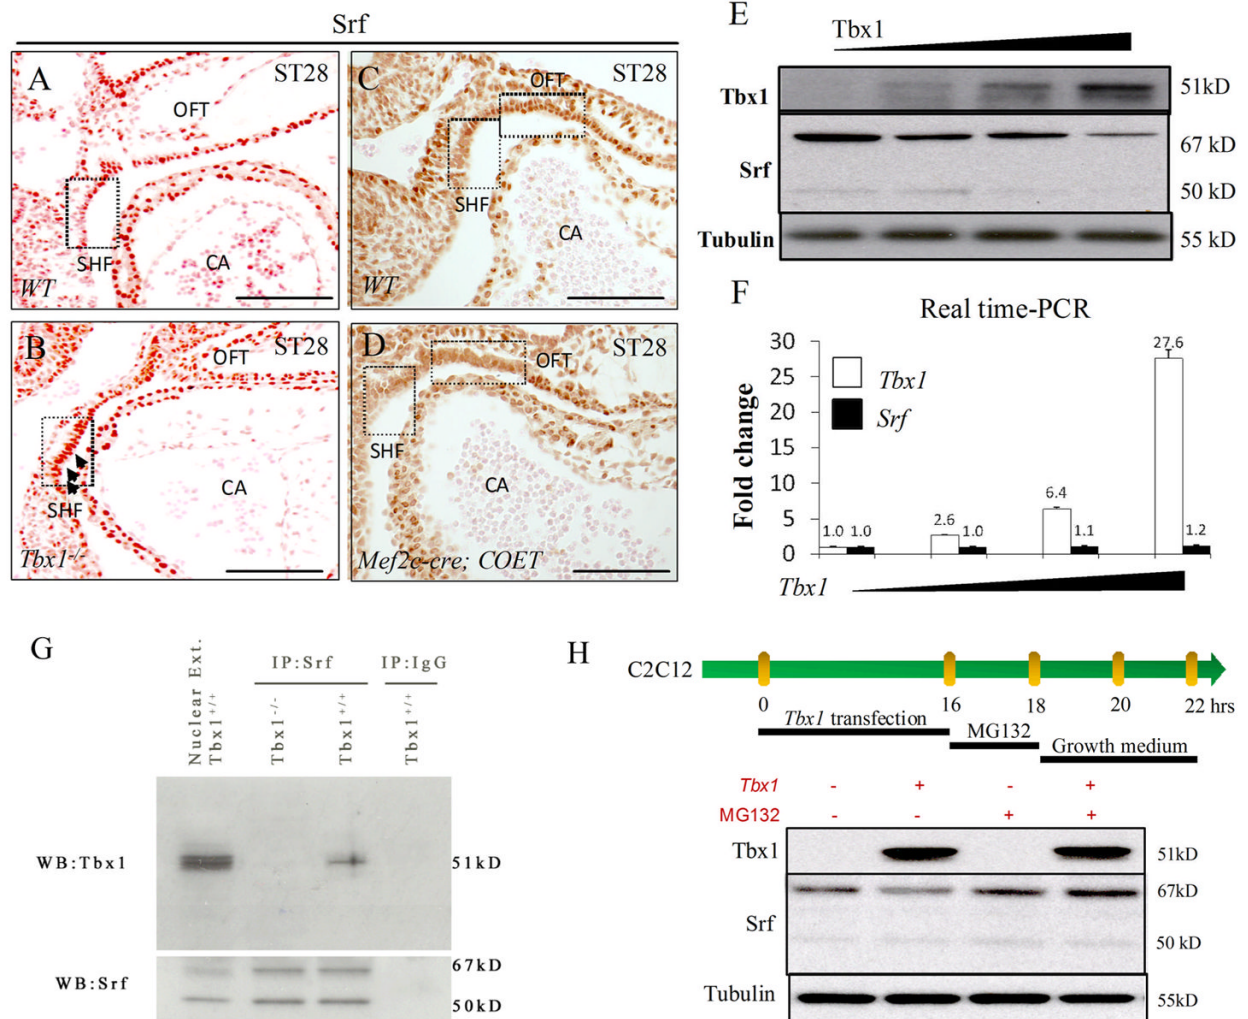 Srf
A
ST28
OFT
SHF
CA
WT
C
OFT
ST28
SHF
CA
WT
B
ST28
OFT
CA
SHF
Tbx1-/-
D
OFT
ST28
SHF
CA
Mef2c-cre; COET
E
Tbx1
Tbx1
51kD
Srf
67 kD
50 kD
Tubulin
55 kD
F
Real time-PCR
Fold change
30
25
20
15
10
5
0
Tbx1
Srf
1.0 1.0
2.6 1.0
6.4 1.1
27.6 1.2
Tbx1
G
Nuclear Ext.
Tbx1+/+
IP:Srf
Tbx1-/-
Tbx1+/+
IP:IgG
Tbx1+/+
WB:Tbx1
51kD
WB:Srf
67kD
50kD
H
C2C12
0 16 18 20 22 hrs
Tbx1 transfection
MG132
Growth medium
Tbx1 - + - +
MG132 - - + +
Tbx1
51kD
Srf
67kD
50 kD
Tubulin
55kD